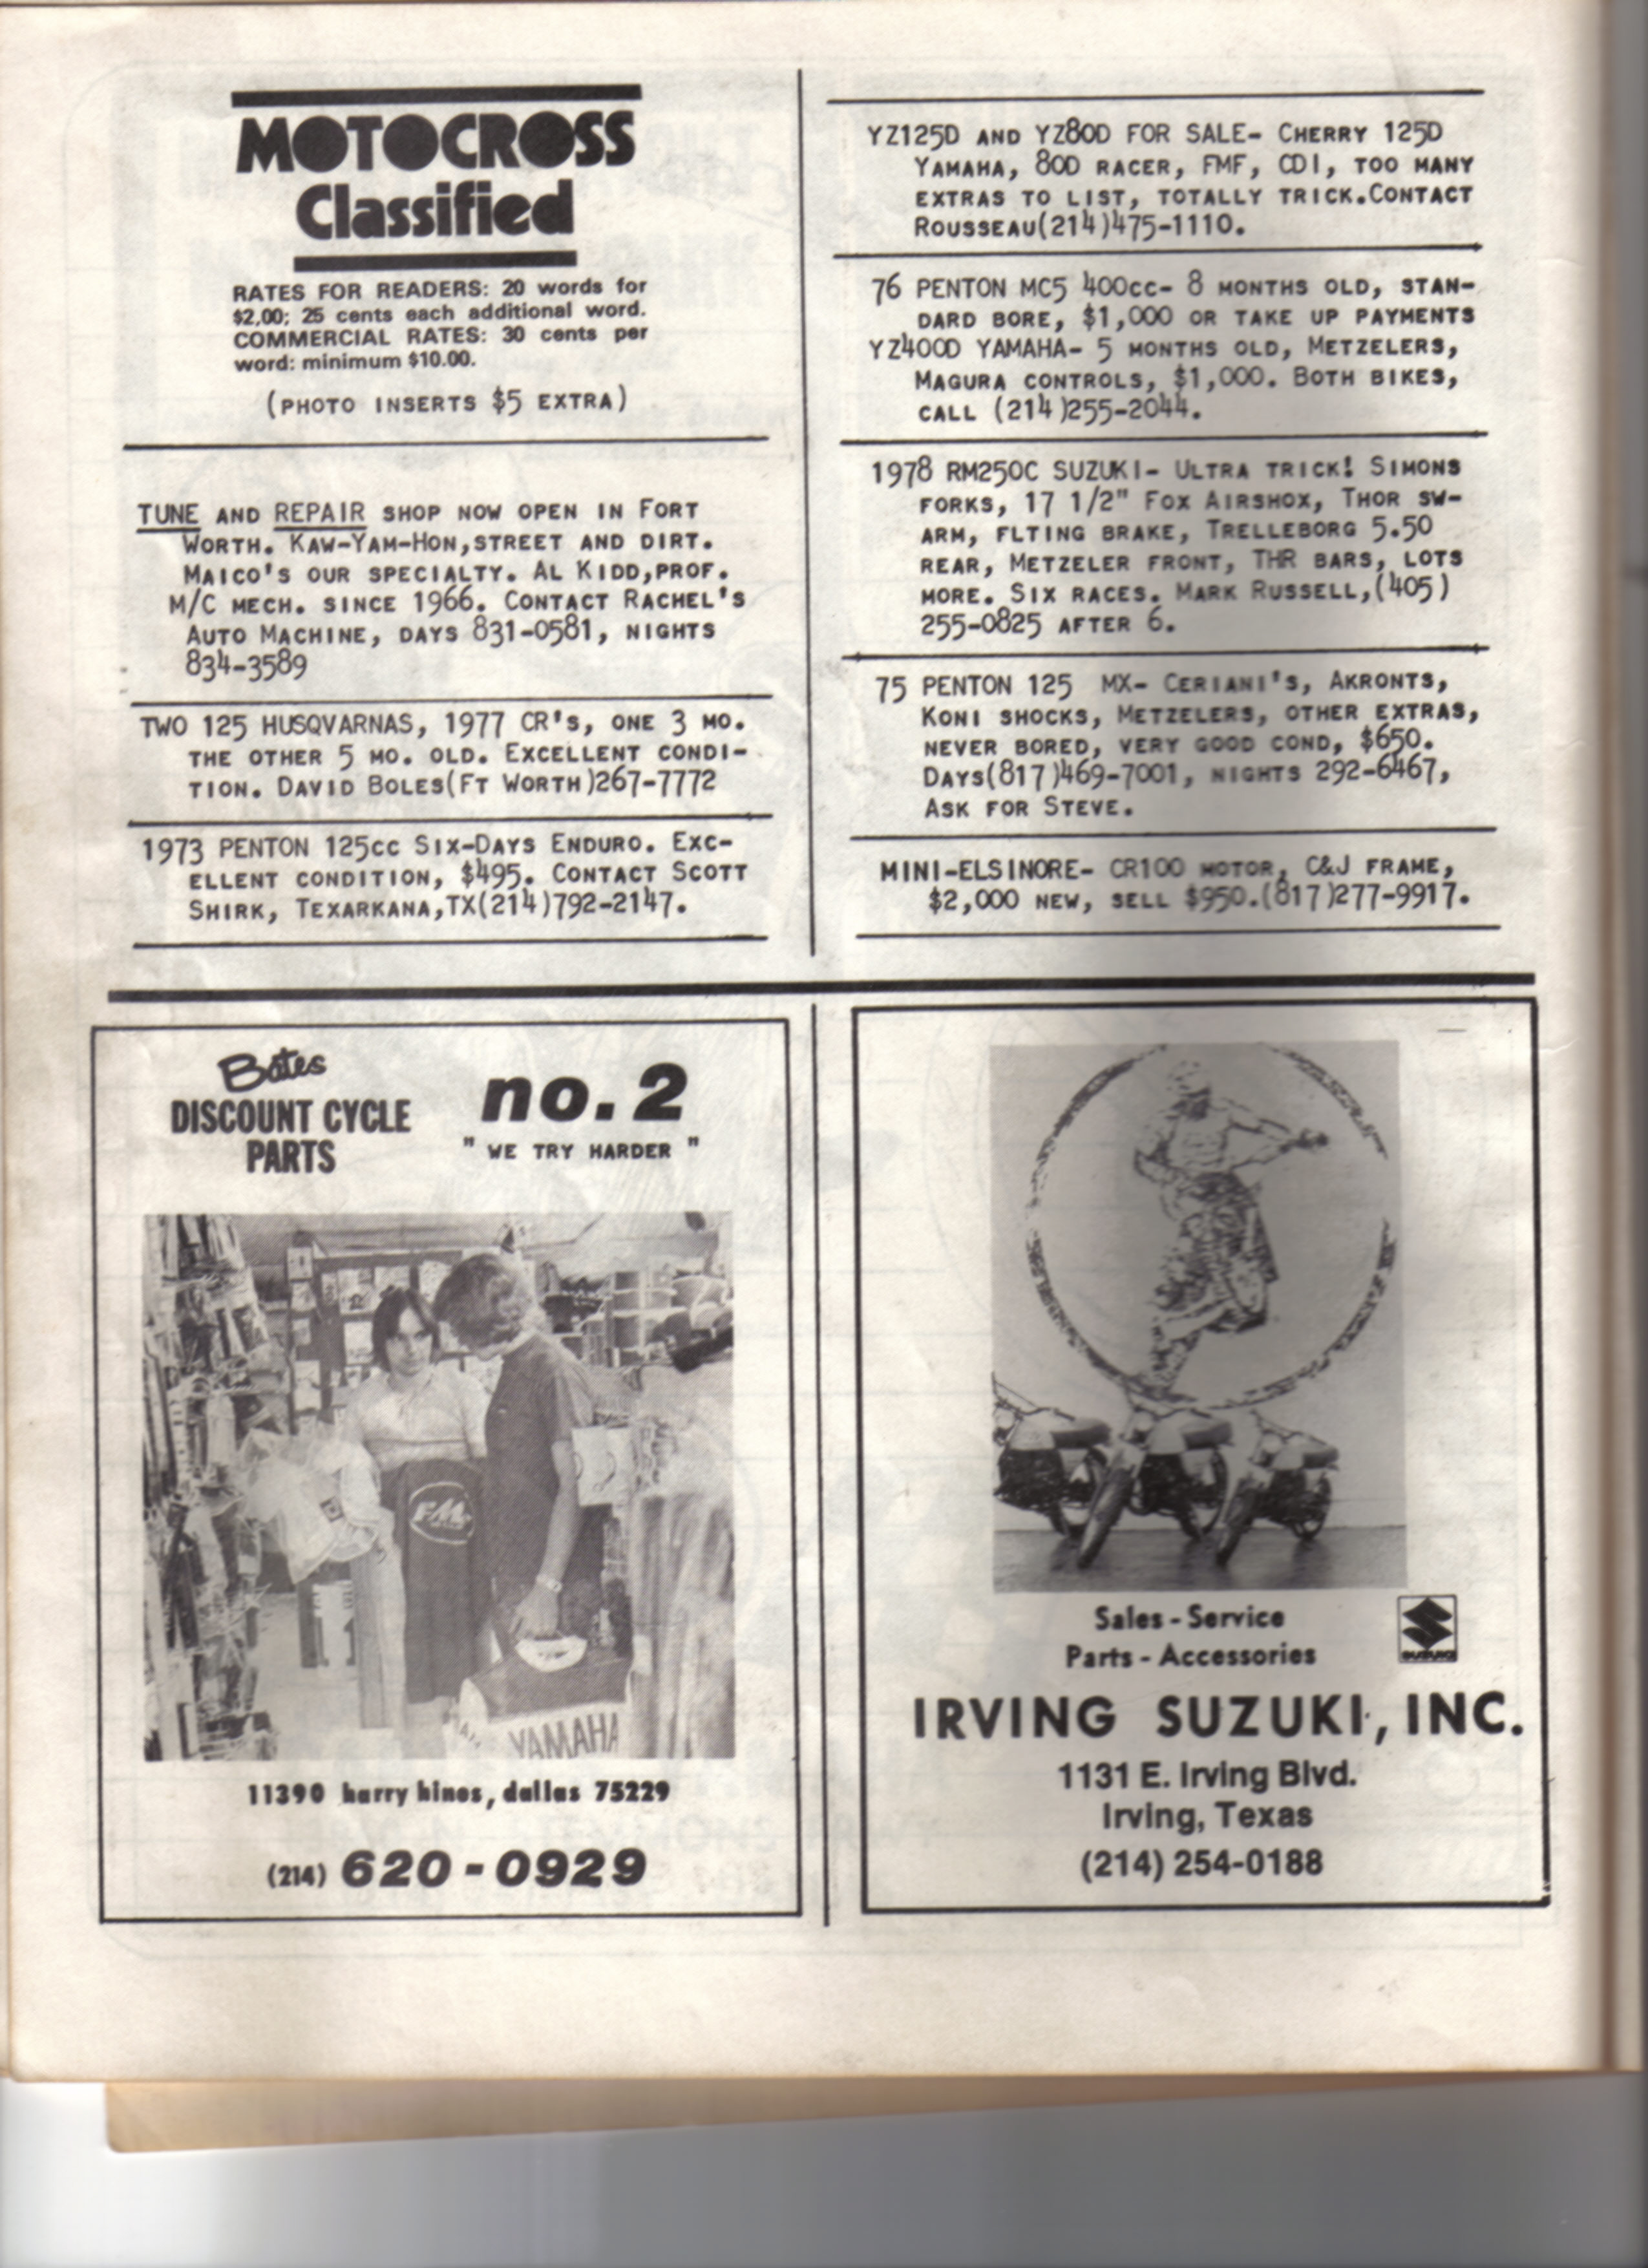 MOTOCROSS
Classified
RATES FOR READERS: 20 words for
$2.00; 25 cents each additional word.
COMMERCIAL RATES: 30 cents per
word: minimum $10.00.
(PHOTO INSERTS $5 EXTRA)
TUNE AND REPAIR SHOP NOW OPEN IN FORT
WORTH. KAW-YAM-HON,STREET AND DIRT.
MAICO'S OUR SPECIALTY. AL KIDD,PROF.
M/C MECH. SINCE 1966. CONTACT RACHEL'S
AUTO MACHINE, DAYS 831-0581, NIGHTS
834-3589
TWO 125 HUSQVARNAS, 1977 CR'S, ONE 3 MO.
THE OTHER 5 MO. OLD. EXCELLENT CONDI-
TION. DAVID BOLES(FT WORTH)267-7772
1973 PENTON 125CC SIX-DAYS ENDURO. EXC-
ELLENT CONDITION, $495. CONTACT SCOTT
SHIRK, TEXARKANA,TX(214)792-2147.
YZ125D AND YZ80D FOR SALE- CHERRY 125D
YAMAHA, 80D RACER, FMF, CDI, TOO MANY
EXTRAS TO LIST, TOTALLY TRICK.CONTACT
ROUSSEAU(214)475-1110.
76 PENTON MC5 400CC- 8 MONTHS OLD, STAN-
DARD BORE, $1,000 OR TAKE UP PAYMENTS
YZ400D YAMAHA- 5 MONTHS OLD, METZELERS,
MAGURA CONTROLS, $1,000. BOTH BIKES,
CALL (214)255-2044.
1978 RM250C SUZUKI- ULTRA TRICK! SIMONS
FORKS, 17 1/2" FOX AIRSHOX, THOR SW-
ARM, FLTING BRAKE, TRELLEBORG 5.50
REAR, METZELER FRONT, THR BARS, LOTS
MORE. SIX RACES. MARK RUSSELL,(405)
255-0825 AFTER 6.
75 PENTON 125 MX- CERIANI'S, AKRONTS,
KONI SHOCKS, METZELERS, OTHER EXTRAS,
NEVER BORED, VERY GOOD COND, $650.
DAYS(817)469-7001, NIGHTS 292-6467,
ASK FOR STEVE.
MINI-ELSINORE- CR100 MOTOR, C&J FRAME,
$2,000 NEW, SELL $950.(817)277-9917.
Bates
DISCOUNT CYCLE
PARTS
no. 2
" WE TRY HARDER "
FMF
YAMAHA
11390 harry hines, dallas 75229
(214) 620-0929
Sales - Service
Parts - Accessories
SUZUKI
IRVING SUZUKI, INC.
1131 E. Irving Blvd.
Irving, Texas
(214) 254-0188